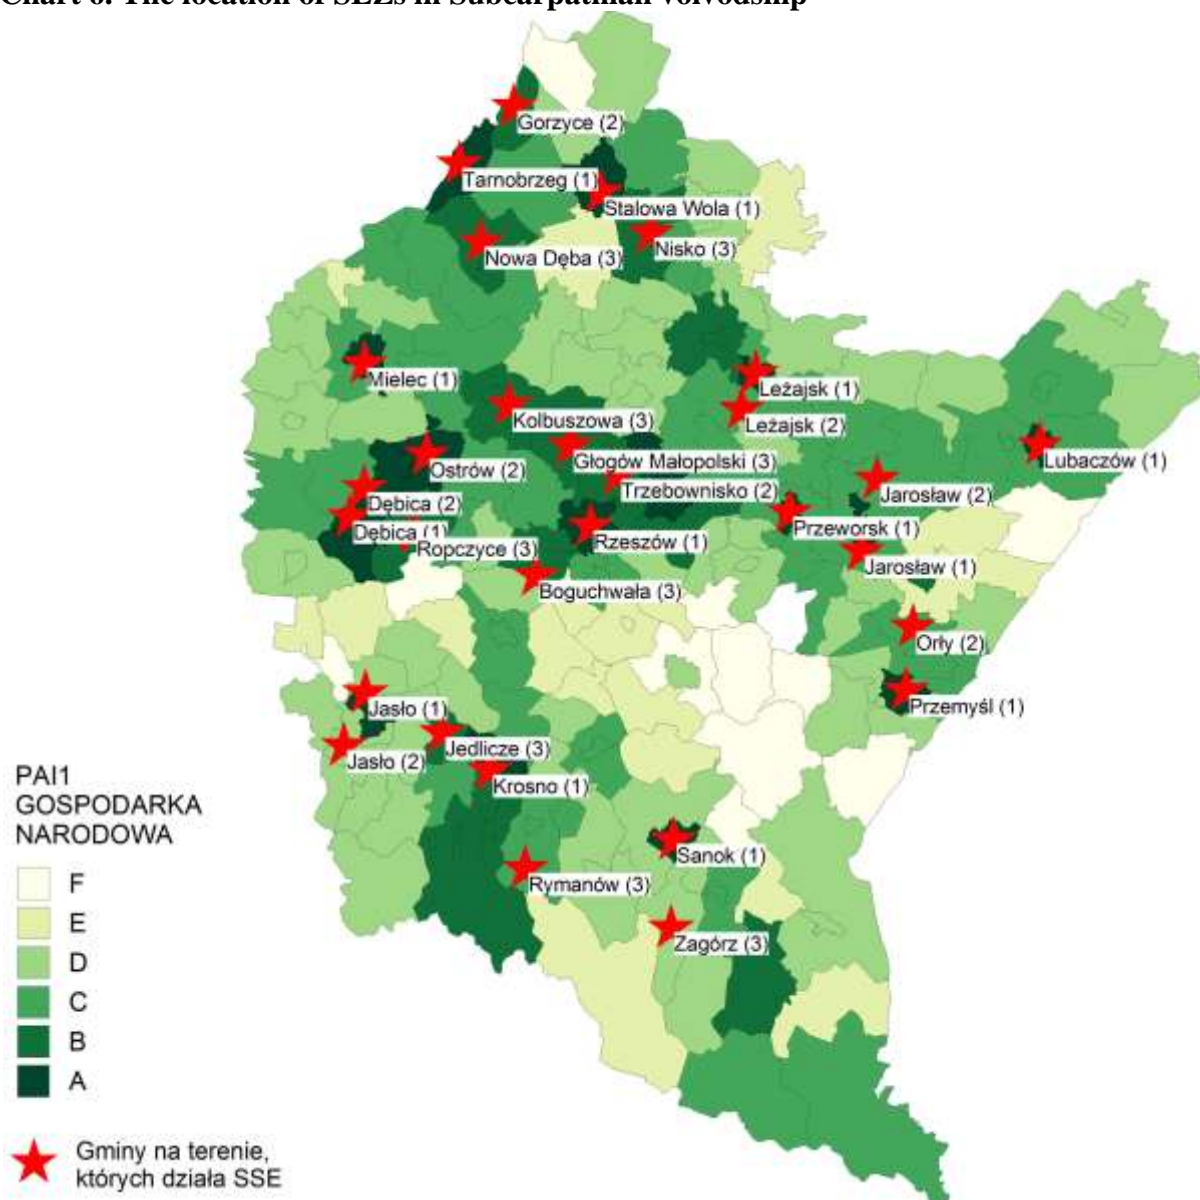 Chart 6. The location of SEZs in Subcarpathian Voivodship
Gorzyce (2)
Tarnobrzeg (1)
Stalowa Wola (1)
Nowa Dęba (3)
Nisko (3)
Mielec (1)
Leżajsk (1)
Kolbuszowa (3)
Leżajsk (2)
Ostrów (2)
Głogów Małopolski (3)
Lubaczów (1)
Trzebownisko (2)
Jarosław (2)
Dębica (2)
Dębica (1)
Przeworsk (1)
Ropczyce (3)
Rzeszów (1)
Jarosław (1)
Boguchwała (3)
Orły (2)
Jasło (1)
Przemyśl (1)
Jasło (2)
Jedlicze (3)
Krosno (1)
Sanok (1)
Rymanów (3)
Zagórz (3)
PAI1
GOSPODARKA
NARODOWA
F
E
D
C
B
A
Gminy na terenie,
których działa SSE